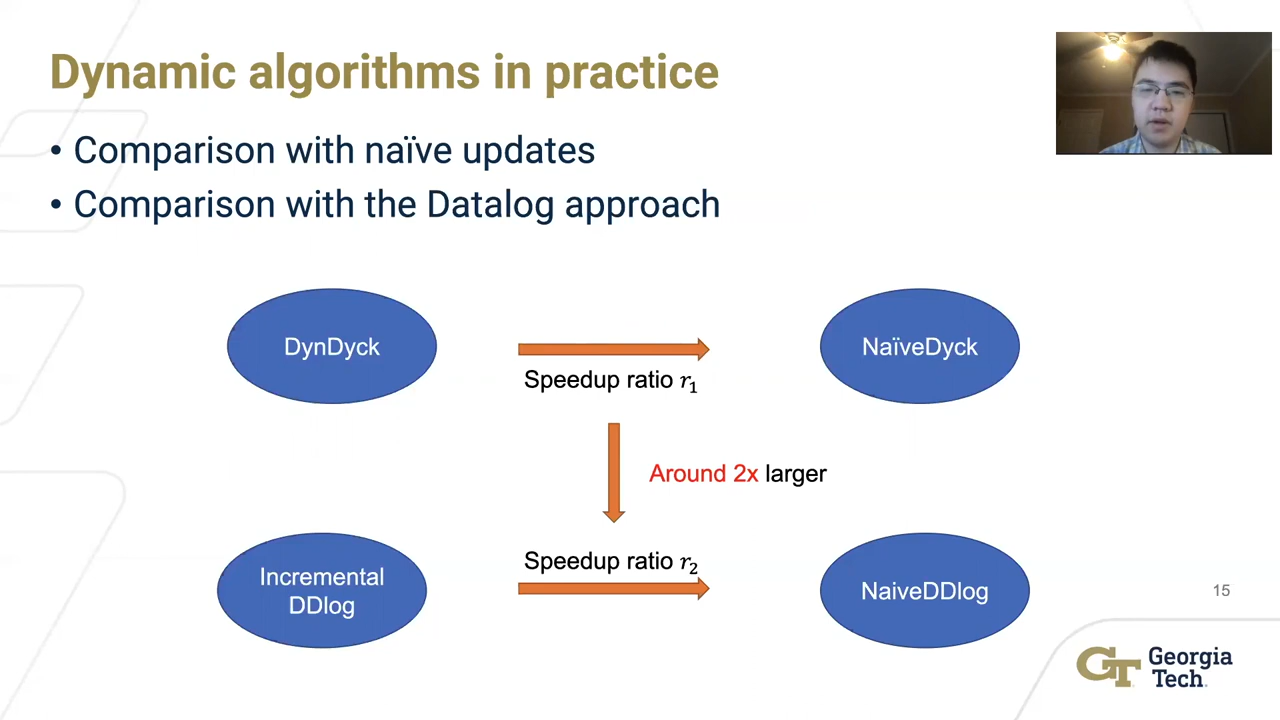 Dynamic algorithms in practice
• Comparison with naïve updates
• Comparison with the Datalog approach
DynDyck
NaïveDyck
Speedup ratio r₁
Around 2x larger
Speedup ratio r₂
Incremental
DDlog
NaiveDDlog
15
GT
Georgia
Tech.